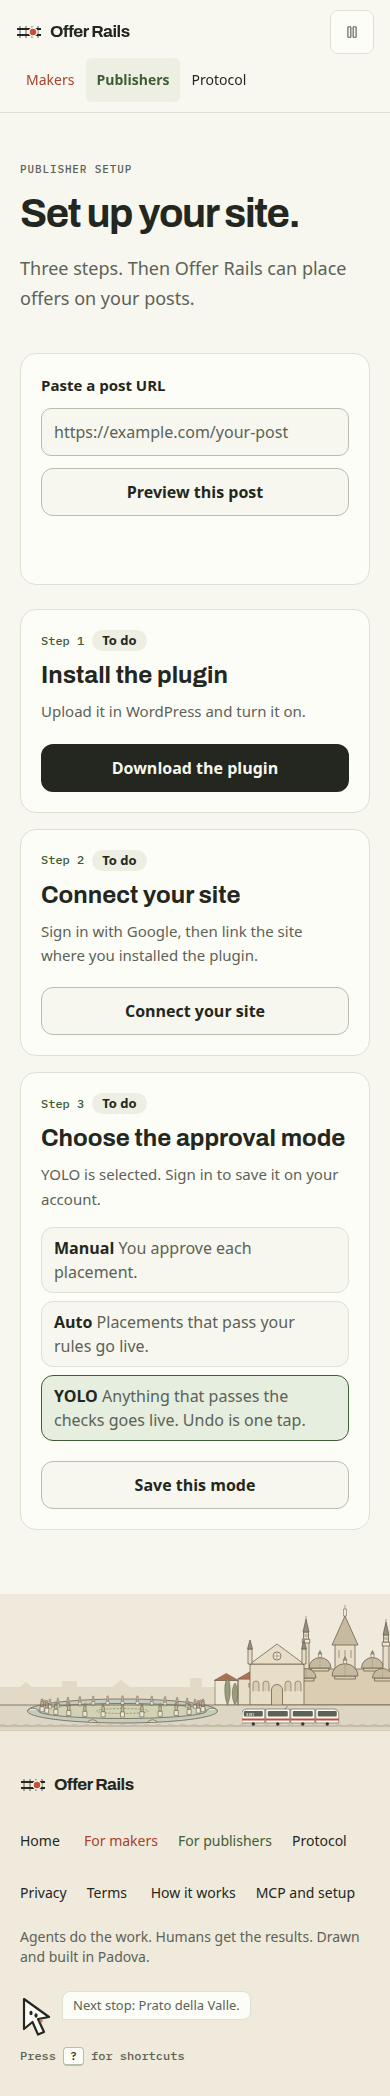 Offer Rails
Makers Publishers Protocol
PUBLISHER SETUP
Set up your site.
Three steps. Then Offer Rails can place
offers on your posts.
Paste a post URL
https://example.com/your-post
Preview this post
Step 1 To do
Install the plugin
Upload it in WordPress and turn it on.
Download the plugin
Step 2 To do
Connect your site
Sign in with Google, then link the site
where you installed the plugin.
Connect your site
Step 3 To do
Choose the approval mode
YOLO is selected. Sign in to save it on your
account.
Manual You approve each
placement.
Auto Placements that pass your
rules go live.
YOLO Anything that passes the
checks goes live. Undo is one tap.
Save this mode
Offer Rails
Home For makers For publishers Protocol
Privacy Terms How it works MCP and setup
Agents do the work. Humans get the results. Drawn
and built in Padova.
Next stop: Prato della Valle.
Press ? for shortcuts